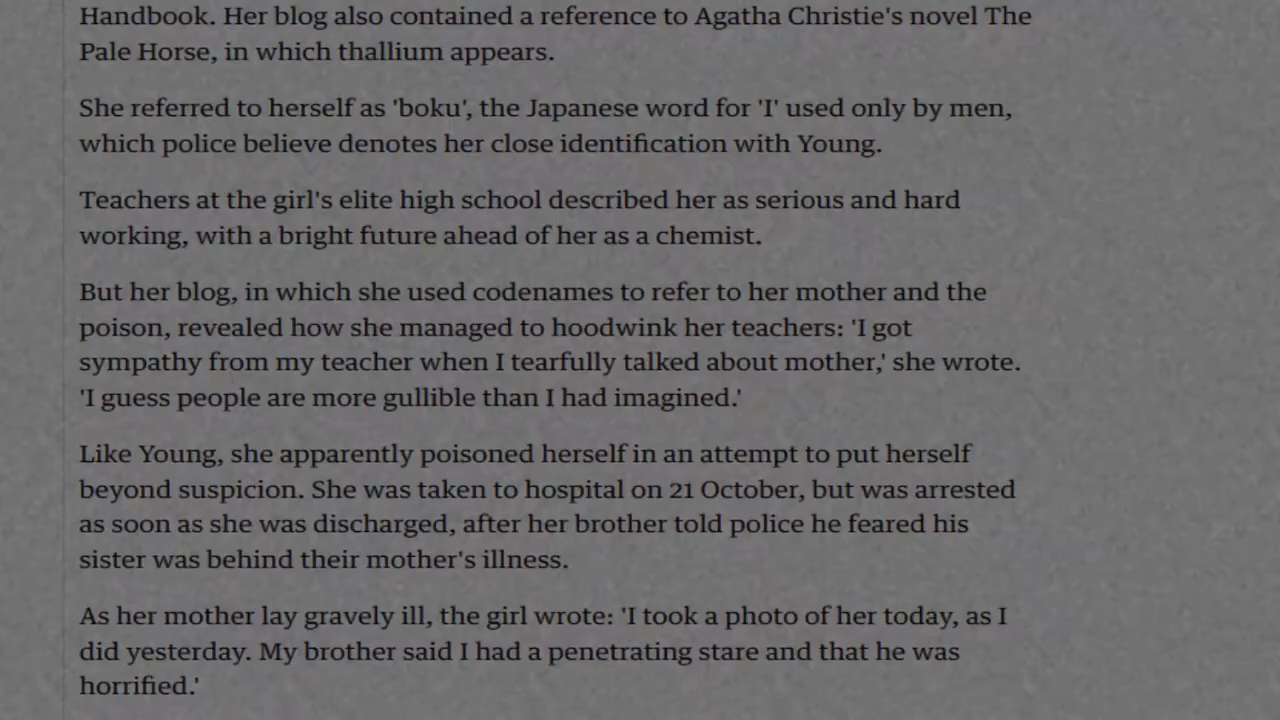 Handbook. Her blog also contained a reference to Agatha Christie's novel The
Pale Horse, in which thallium appears.
She referred to herself as 'boku', the Japanese word for 'I' used only by men,
which police believe denotes her close identification with Young.
Teachers at the girl's elite high school described her as serious and hard
working, with a bright future ahead of her as a chemist.
But her blog, in which she used codenames to refer to her mother and the
poison, revealed how she managed to hoodwink her teachers: 'I got
sympathy from my teacher when I tearfully talked about mother,' she wrote.
'I guess people are more gullible than I had imagined.'
Like Young, she apparently poisoned herself in an attempt to put herself
beyond suspicion. She was taken to hospital on 21 October, but was arrested
as soon as she was discharged, after her brother told police he feared his
sister was behind their mother's illness.
As her mother lay gravely ill, the girl wrote: 'I took a photo of her today, as I
did yesterday. My brother said I had a penetrating stare and that he was
horrified.'